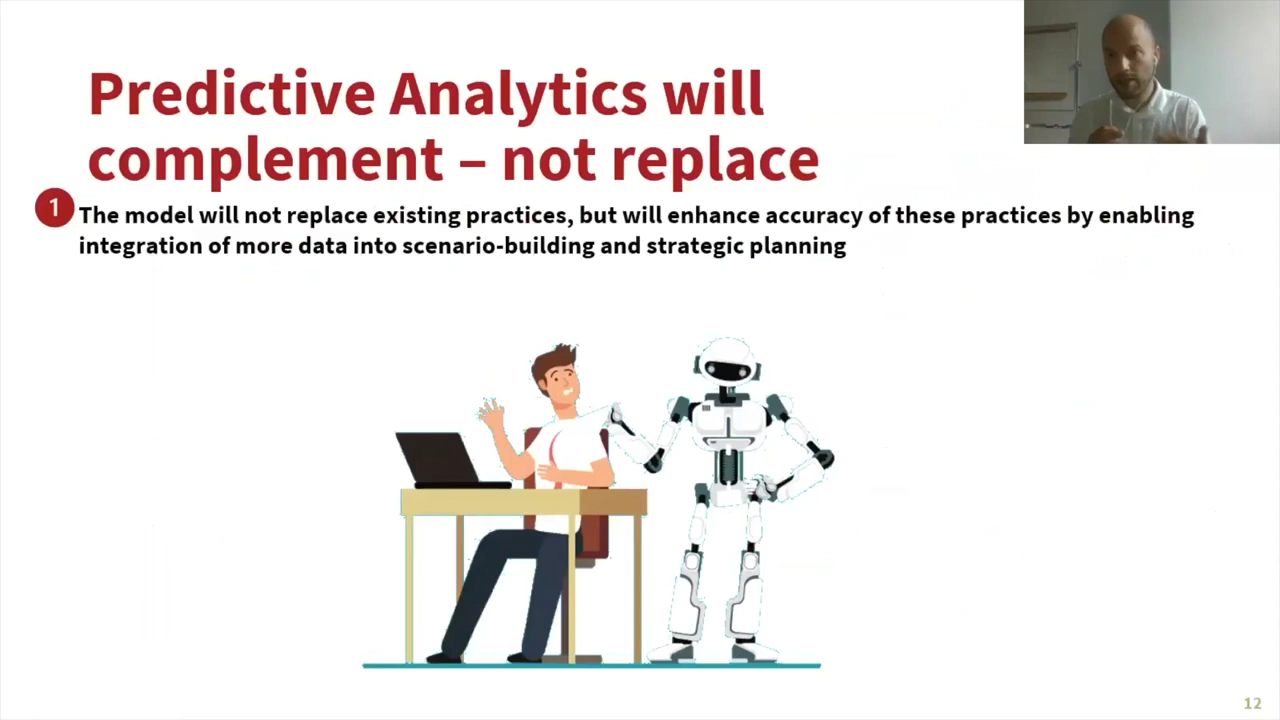 Predictive Analytics will
complement – not replace
1
The model will not replace existing practices, but will enhance accuracy of these practices by enabling
integration of more data into scenario-building and strategic planning
12